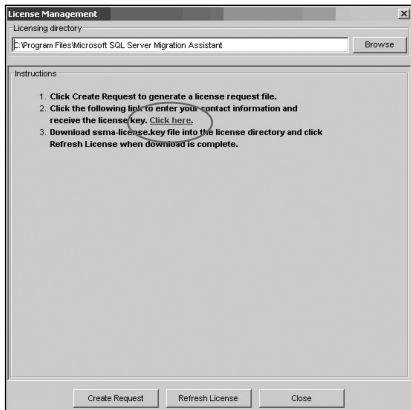 License Management
Licensing directory
C:\Program Files\Microsoft SQL Server Migration Assistant
Browse
Instructions
1. Click Create Request to generate a license request file.
2. Click the following link to enter your contact information and
receive the license key. Click here.
3. Download ssma-license.key file into the license directory and click
Refresh License when download is complete.
Create Request
Refresh License
Close